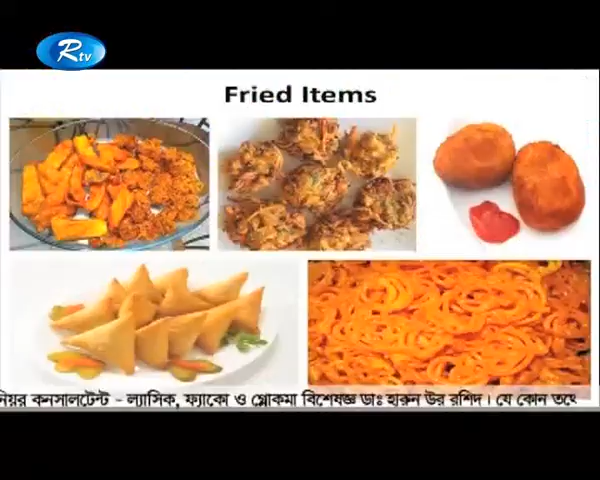 Rtv
Fried Items
নিয়র কনসালটেন্ট - ল্যাসিক, ফ্যাকো ও গ্লোকমা বিশেষজ্ঞ ডাঃ হারুন উর রশিদ। যে কোন তথ্যে